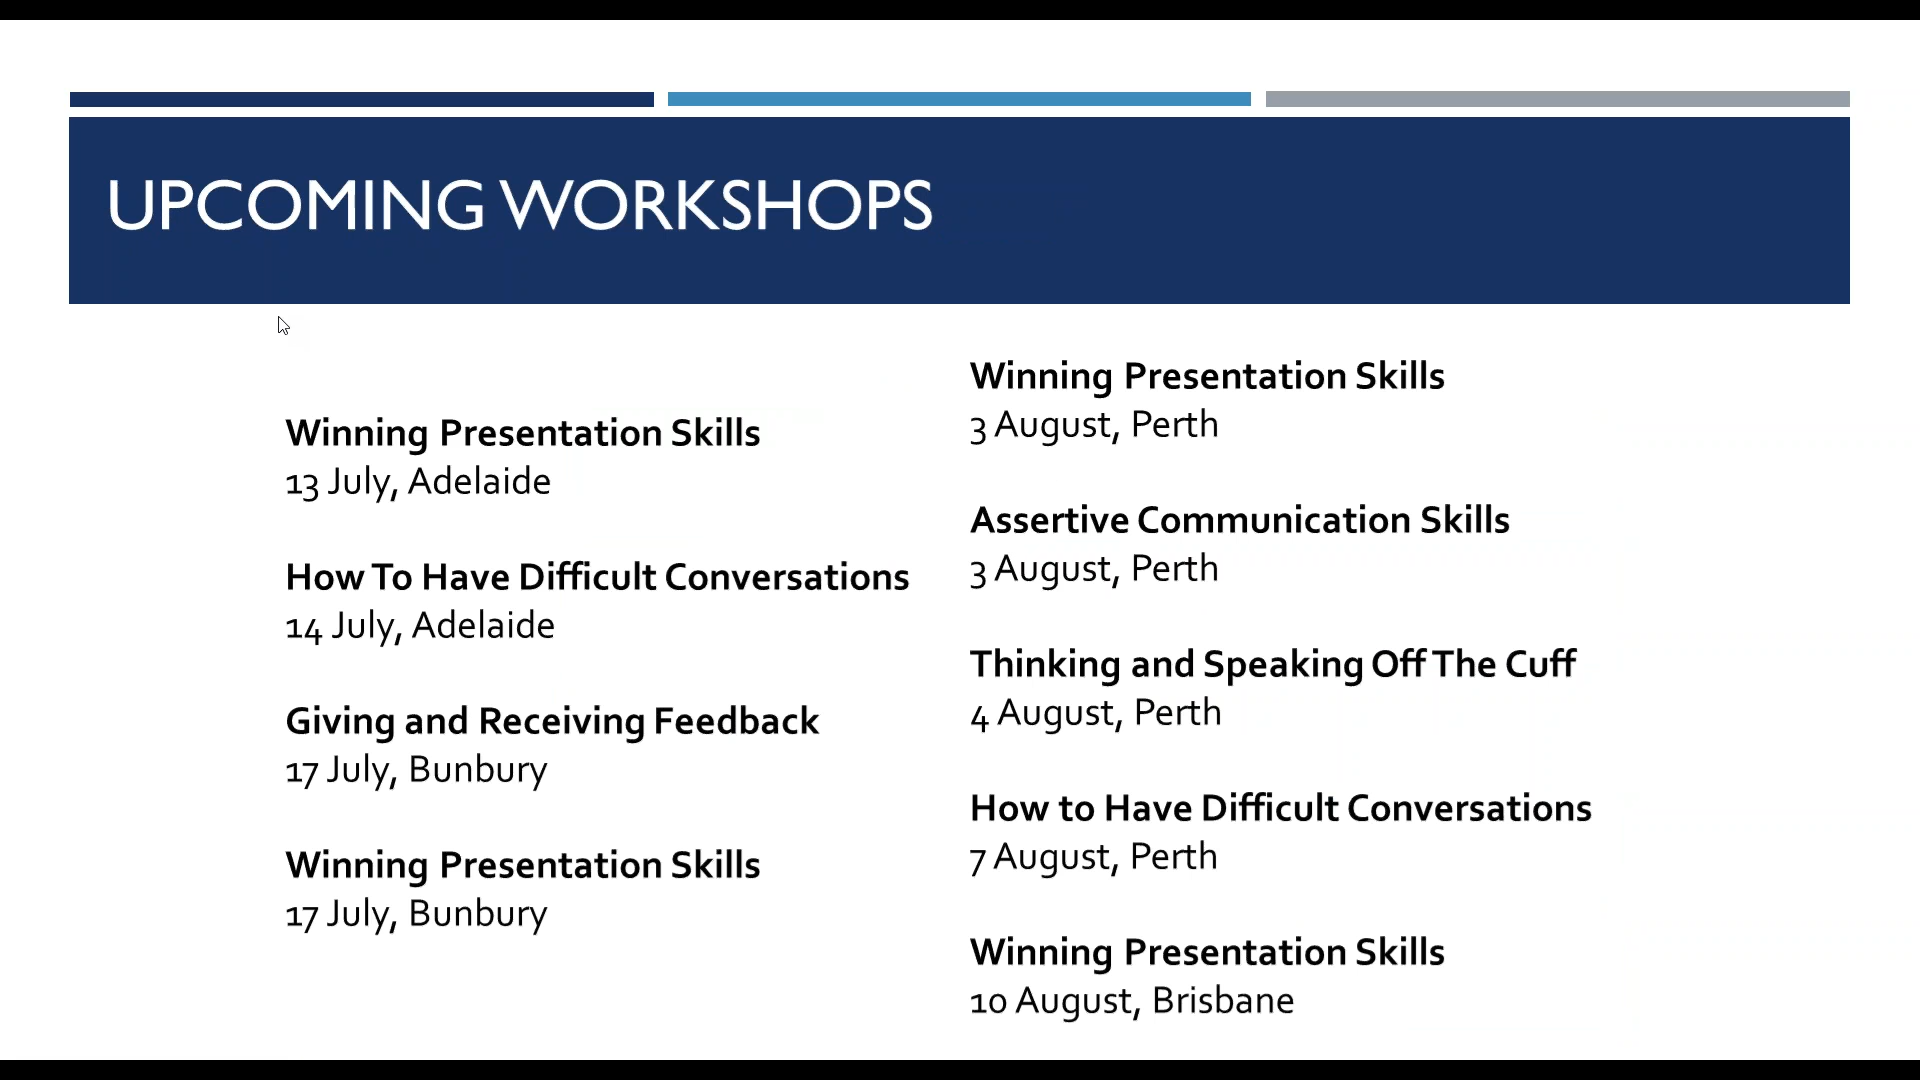 UPCOMING WORKSHOPS
Winning Presentation Skills
13 July, Adelaide
How To Have Difficult Conversations
14 July, Adelaide
Giving and Receiving Feedback
17 July, Bunbury
Winning Presentation Skills
17 July, Bunbury
Winning Presentation Skills
3 August, Perth
Assertive Communication Skills
3 August, Perth
Thinking and Speaking Off The Cuff
4 August, Perth
How to Have Difficult Conversations
7 August, Perth
Winning Presentation Skills
10 August, Brisbane